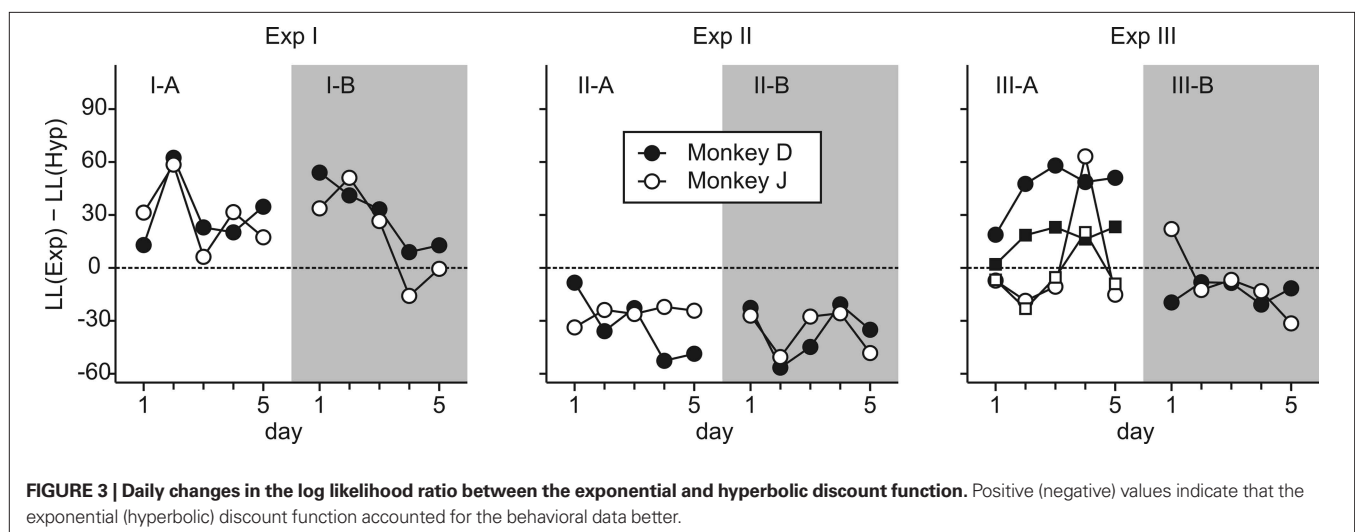 Exp I
Exp II
Exp III
I-A
I-B
II-A
II-B
III-A
III-B
LL(Exp) – LL(Hyp)
90
60
30
0
-30
-60
Monkey D
Monkey J
1
5
1
5
1
5
1
5
1
5
1
5
day
day
day
FIGURE 3 | Daily changes in the log likelihood ratio between the exponential and hyperbolic discount function. Positive (negative) values indicate that the
exponential (hyperbolic) discount function accounted for the behavioral data better.